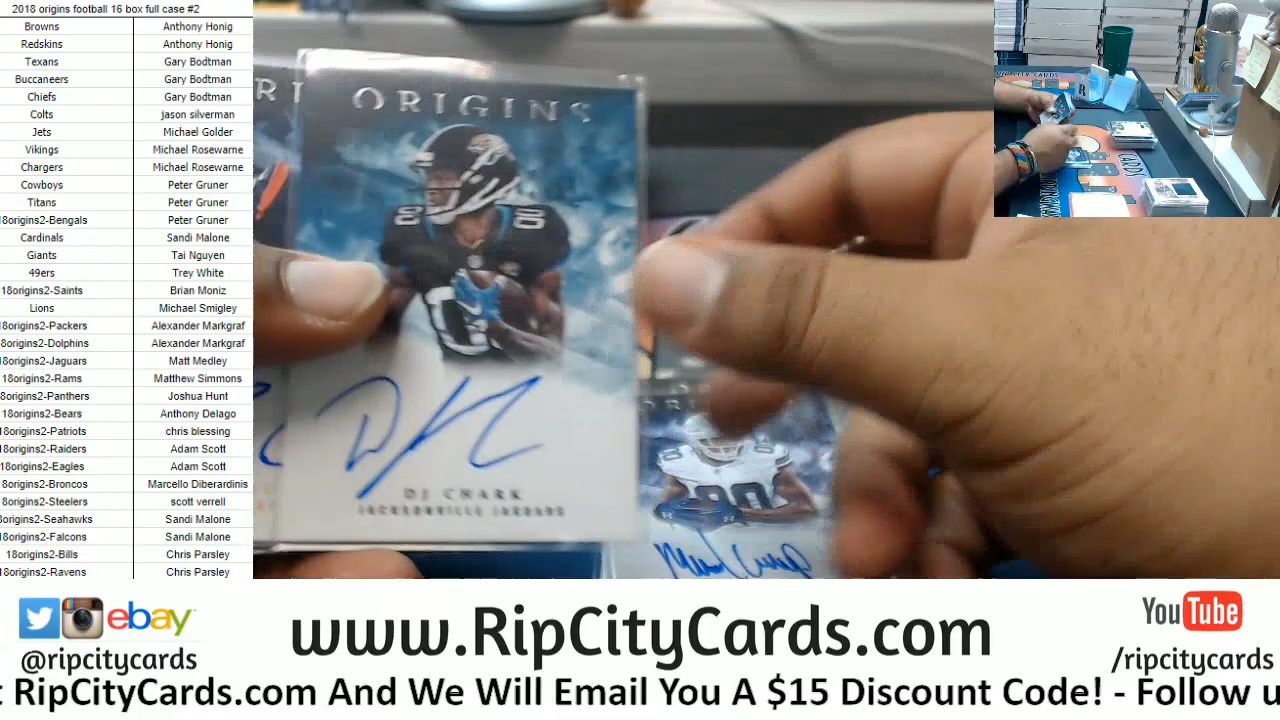 2018 origins football 16 box full case #2
Browns Anthony Honig
Redskins Anthony Honig
Texans Gary Bodtman
Buccaneers Gary Bodtman
Chiefs Gary Bodtman
Colts jason silverman
Jets Michael Golder
Vikings Michael Rosewarne
Chargers Michael Rosewarne
Cowboys Peter Gruner
Titans Peter Gruner
18origins2-Bengals Peter Gruner
Cardinals Sandi Malone
Giants Tai Nguyen
49ers Trey White
18origins2-Saints Brian Moniz
Lions Michael Smigley
18origins2-Packers Alexander Markgraf
8origins2-Dolphins Alexander Markgraf
18origins2-Jaguars Matt Medley
18origins2-Rams Matthew Simmons
8origins2-Panthers Joshua Hunt
18origins2-Bears Anthony Delago
18origins2-Patriots chris blessing
18origins2-Raiders Adam Scott
18origins2-Eagles Adam Scott
18origins2-Broncos Marcello Diberardinis
8origins2-Steelers scott verrell
8origins2-Seahawks Sandi Malone
18origins2-Falcons Sandi Malone
18origins2-Bills Chris Parsley
18origins2-Ravens Chris Parsley
ORIGINS
DJ CHARK
JACKSONVILLE JAGUARS
ebay
@ripcitycards
www.RipCityCards.com
YouTube
/ripcitycards
RipCityCards.com And We Will Email You A $15 Discount Code! - Follow u